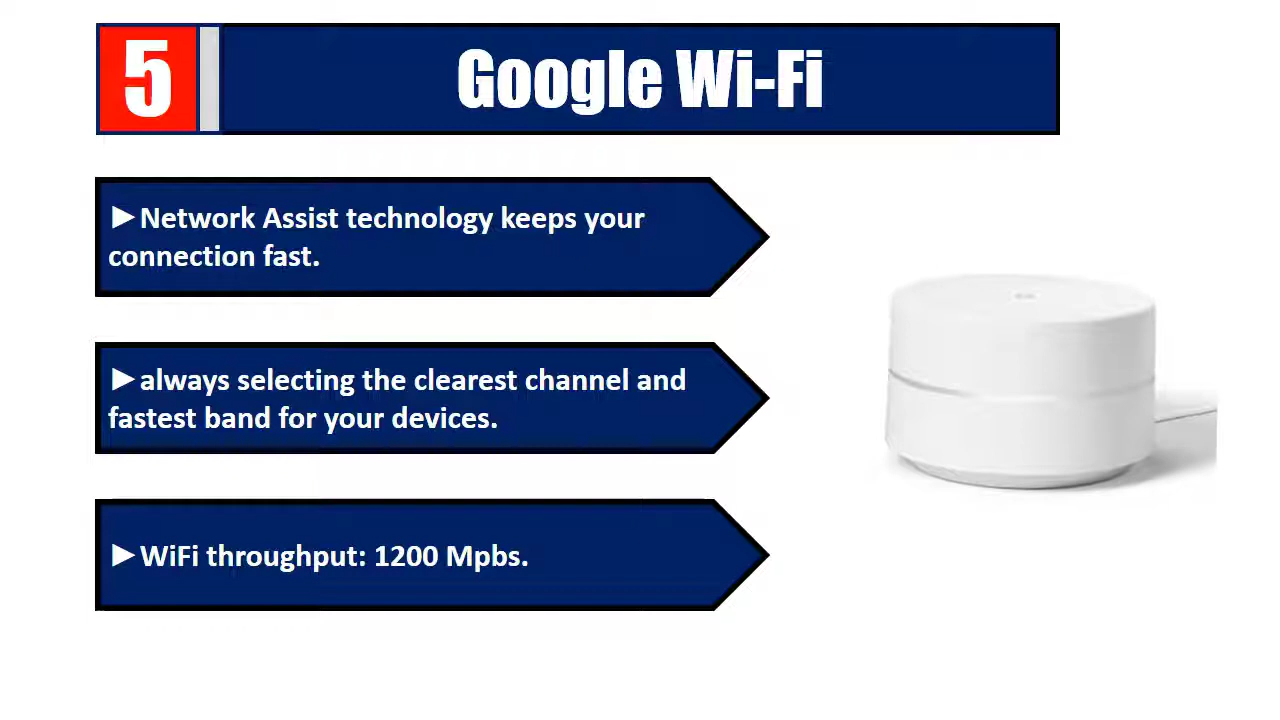 5
Google Wi-Fi
►Network Assist technology keeps your
connection fast.
►always selecting the clearest channel and
fastest band for your devices.
►WiFi throughput: 1200 Mpbs.